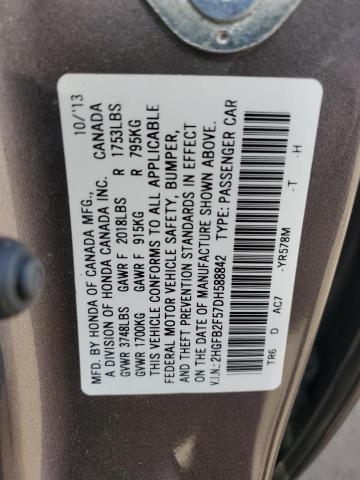 MFD. BY HONDA OF CANADA MFG., 10/'13
A DIVISION OF HONDA CANADA INC. CANADA
GVWR 3748LBS GAWR F 2018LBS R 1753LBS
GVWR 1700KG GAWR F 915KG R 795KG
THIS VEHICLE CONFORMS TO ALL APPLICABLE
FEDERAL MOTOR VEHICLE SAFETY, BUMPER,
AND THEFT PREVENTION STANDARDS IN EFFECT
ON THE DATE OF MANUFACTURE SHOWN ABOVE.
V.I.N.: 2HGFB2F57DH588842 TYPE: PASSENGER CAR
TR6 D AC7 -YR578M -T -H